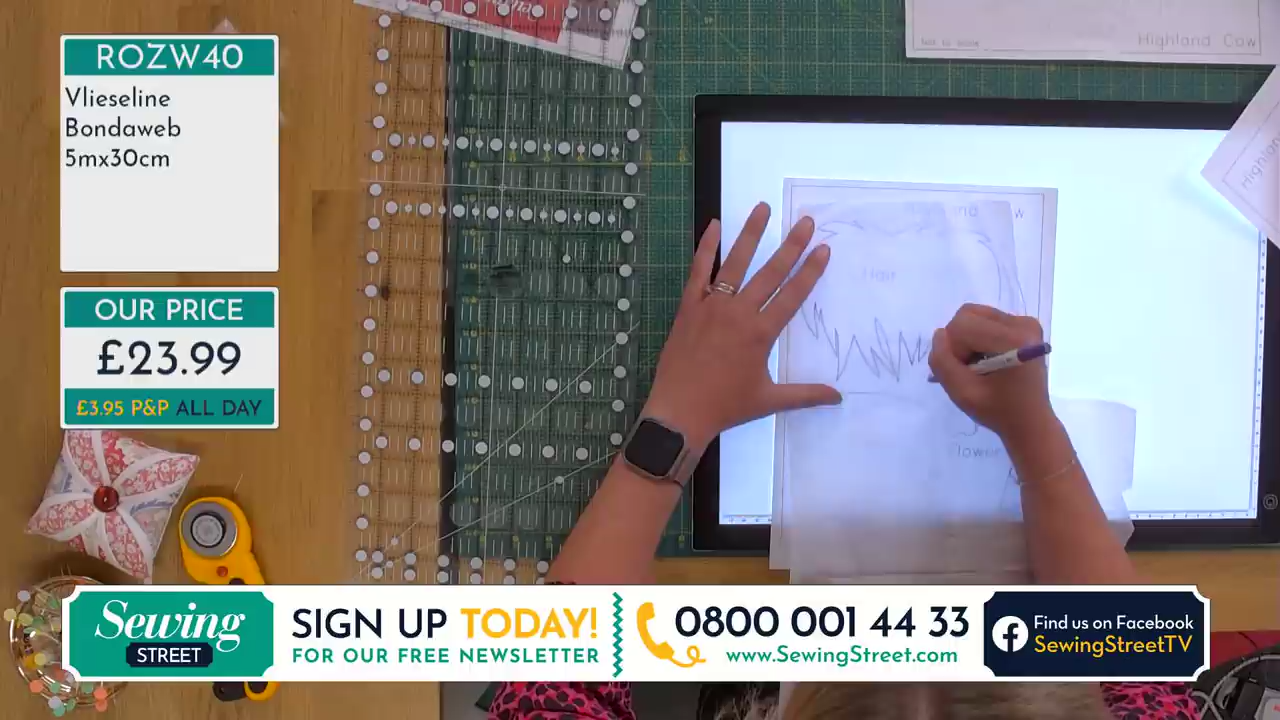 ROZW40
Vlieseline
Bondaweb
5mx30cm
OUR PRICE
£23.99
£3.95 P&P ALL DAY
Highland Cow
Highland
Hair
Flower
Sewing
STREET
SIGN UP TODAY!
FOR OUR FREE NEWSLETTER
0800 001 44 33
www.SewingStreet.com
Find us on Facebook
SewingStreetTV